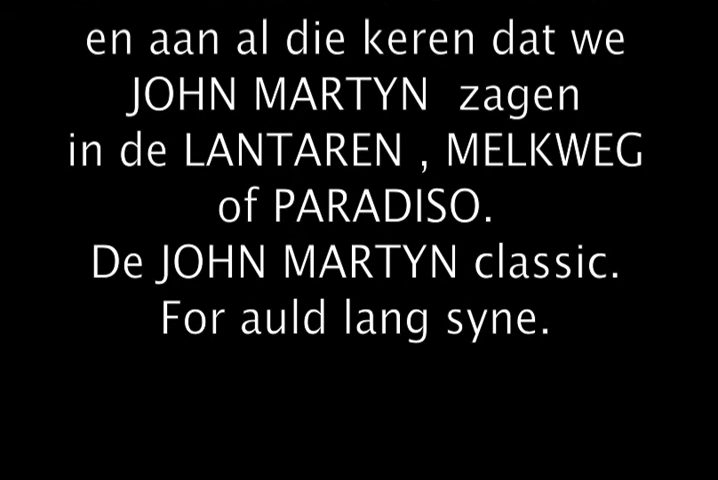 en aan al die keren dat we
JOHN MARTYN  zagen
in de LANTAREN , MELKWEG
of PARADISO.
De JOHN MARTYN classic.
For auld lang syne.